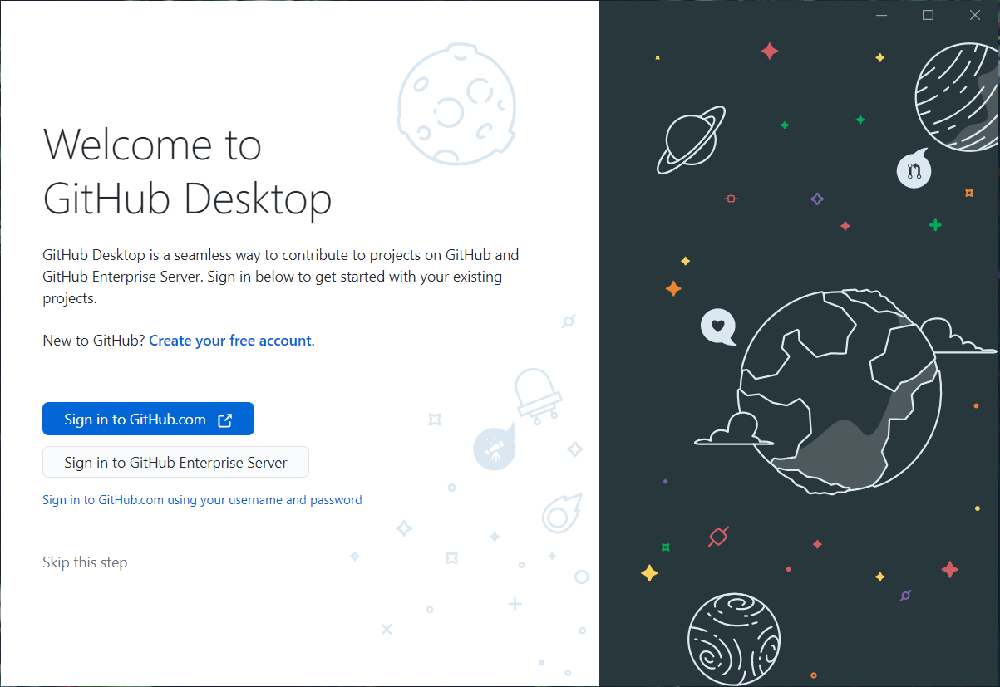 Welcome to
GitHub Desktop
GitHub Desktop is a seamless way to contribute to projects on GitHub and
GitHub Enterprise Server. Sign in below to get started with your existing
projects.
New to GitHub? Create your free account.
Sign in to GitHub.com
Sign in to GitHub Enterprise Server
Sign in to GitHub.com using your username and password
Skip this step